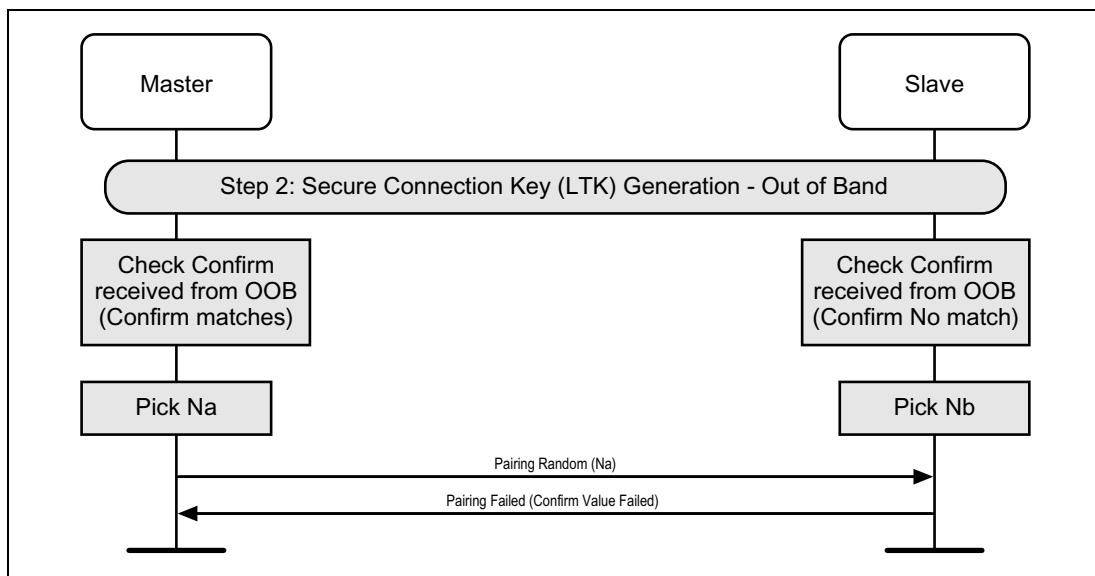 Master
Slave
Step 2: Secure Connection Key (LTK) Generation - Out of Band
Check Confirm
received from OOB
(Confirm matches)
Check Confirm
received from OOB
(Confirm No match)
Pick Na
Pick Nb
Pairing Random (Na)
Pairing Failed (Confirm Value Failed)